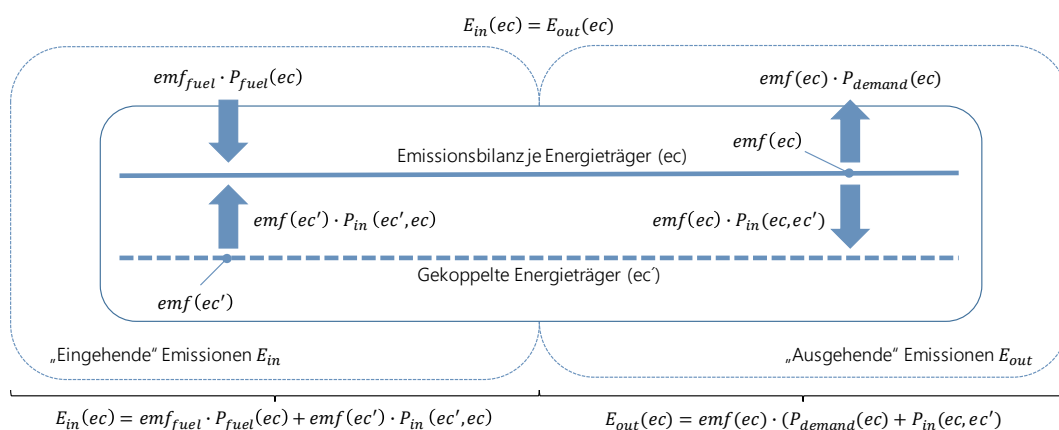 E_in(ec) = E_out(ec)
emf_fuel · P_fuel(ec)
emf(ec) · P_demand(ec)
Emissionsbilanz je Energieträger (ec)
emf(ec)
emf(ec′) · P_in (ec′, ec)
emf(ec) · P_in(ec, ec′)
Gekoppelte Energieträger (ec´)
emf(ec′)
„Eingehende“ Emissionen E_in
„Ausgehende“ Emissionen E_out
E_in(ec) = emf_fuel · P_fuel(ec) + emf(ec′) · P_in (ec′, ec)
E_out(ec) = emf(ec) · (P_demand(ec) + P_in(ec, ec′)